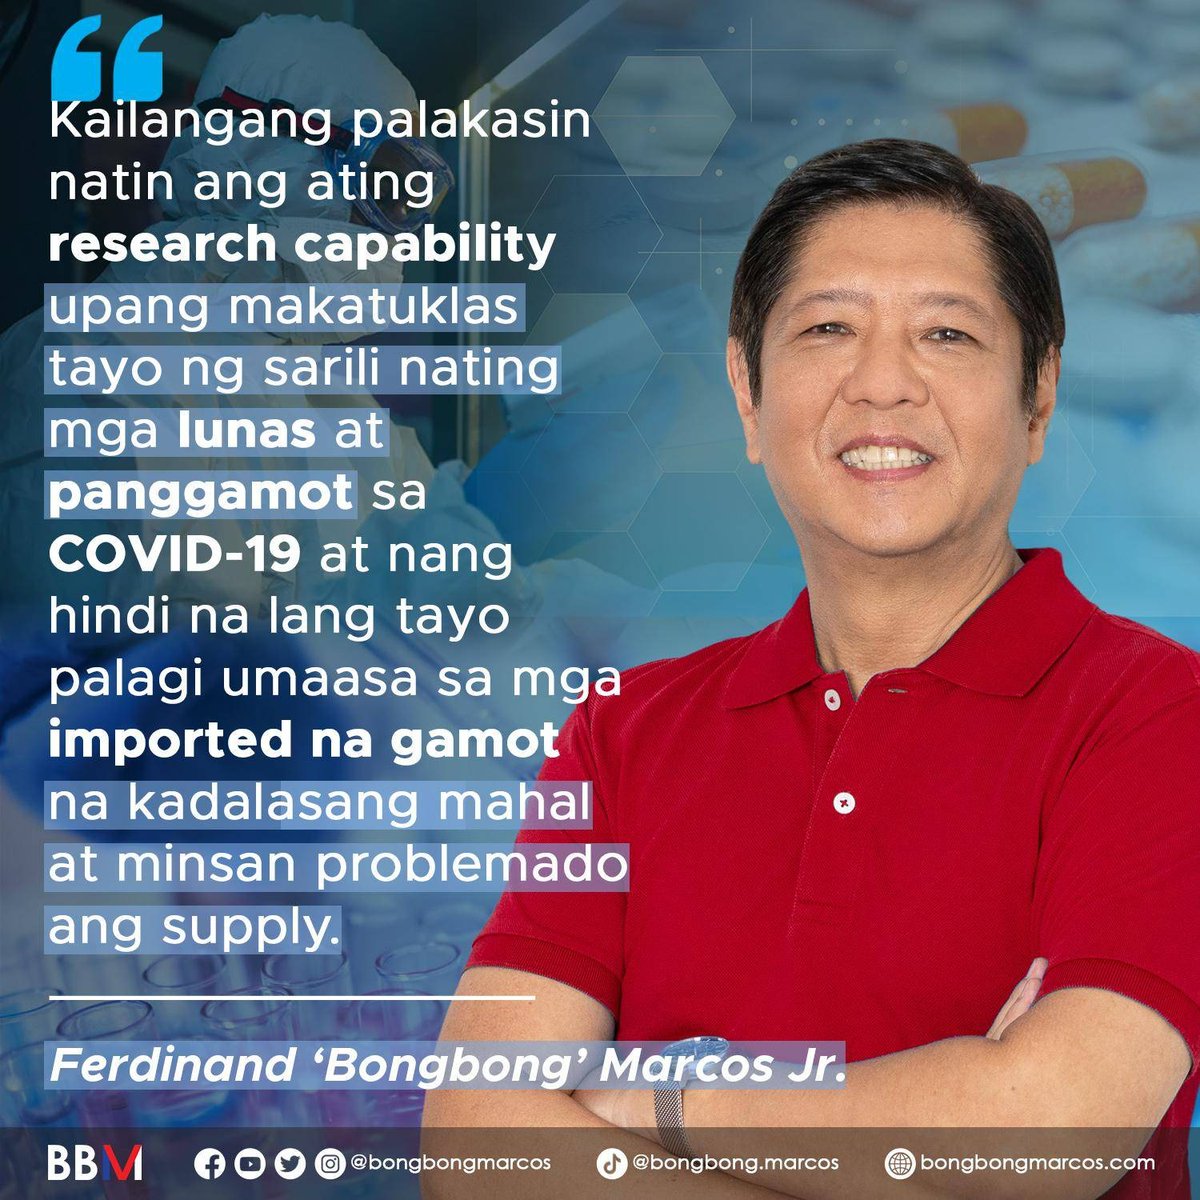 Kailangang palakasin
natin ang ating
research capability
upang makatuklas
tayo ng sarili nating
mga lunas at
panggamot sa
COVID-19 at nang
hindi na lang tayo
palagi umaasa sa mga
imported na gamot
na kadalasang mahal
at minsan problemado
ang supply.
Ferdinand ‘Bongbong’ Marcos Jr.
BBM @bongbongmarcos @bongbong.marcos bongbongmarcos.com